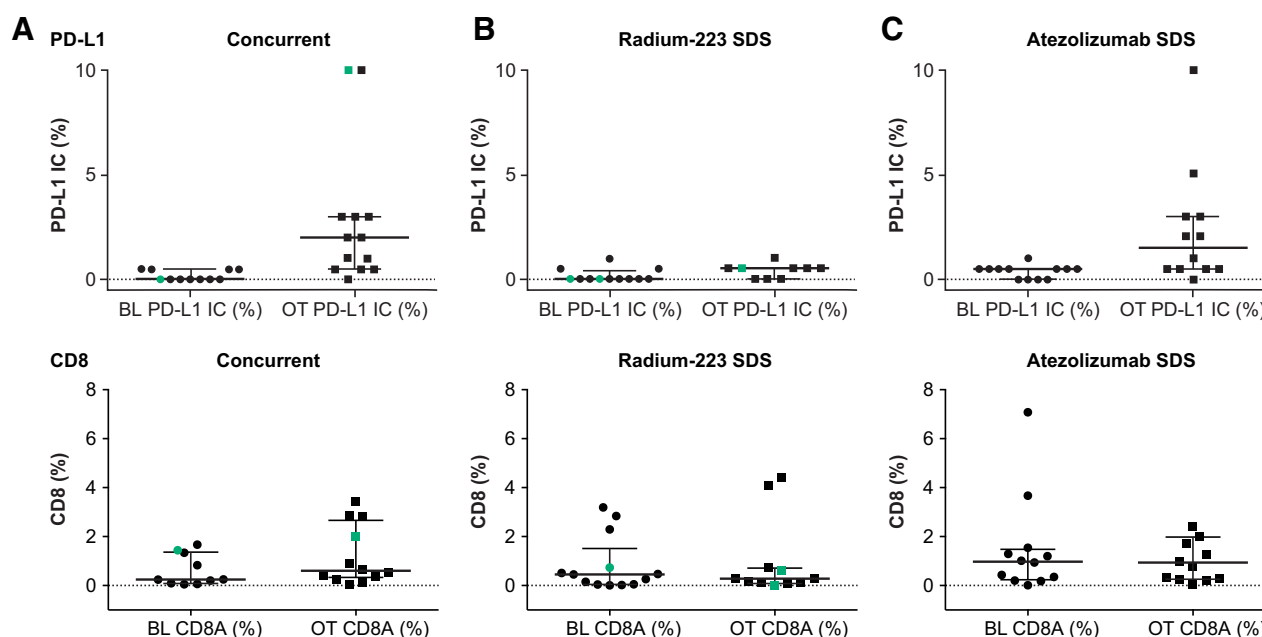 A PD-L1 Concurrent
10
5
0
PD-L1 IC (%)
BL PD-L1 IC (%) OT PD-L1 IC (%)
B Radium-223 SDS
10
5
0
PD-L1 IC (%)
BL PD-L1 IC (%) OT PD-L1 IC (%)
C Atezolizumab SDS
10
5
0
PD-L1 IC (%)
BL PD-L1 IC (%) OT PD-L1 IC (%)
CD8 Concurrent
8
6
4
2
0
CD8 (%)
BL CD8A (%) OT CD8A (%)
Radium-223 SDS
8
6
4
2
0
CD8 (%)
BL CD8A (%) OT CD8A (%)
Atezolizumab SDS
8
6
4
2
0
CD8 (%)
BL CD8A (%) OT CD8A (%)